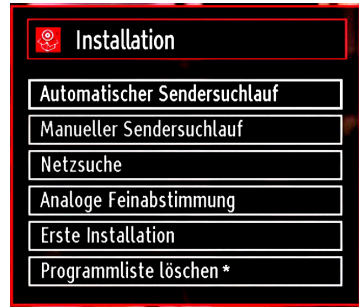 Installation
Automatischer Sendersuchlauf
Manueller Sendersuchlauf
Netzsuche
Analoge Feinabstimmung
Erste Installation
Programmliste löschen *